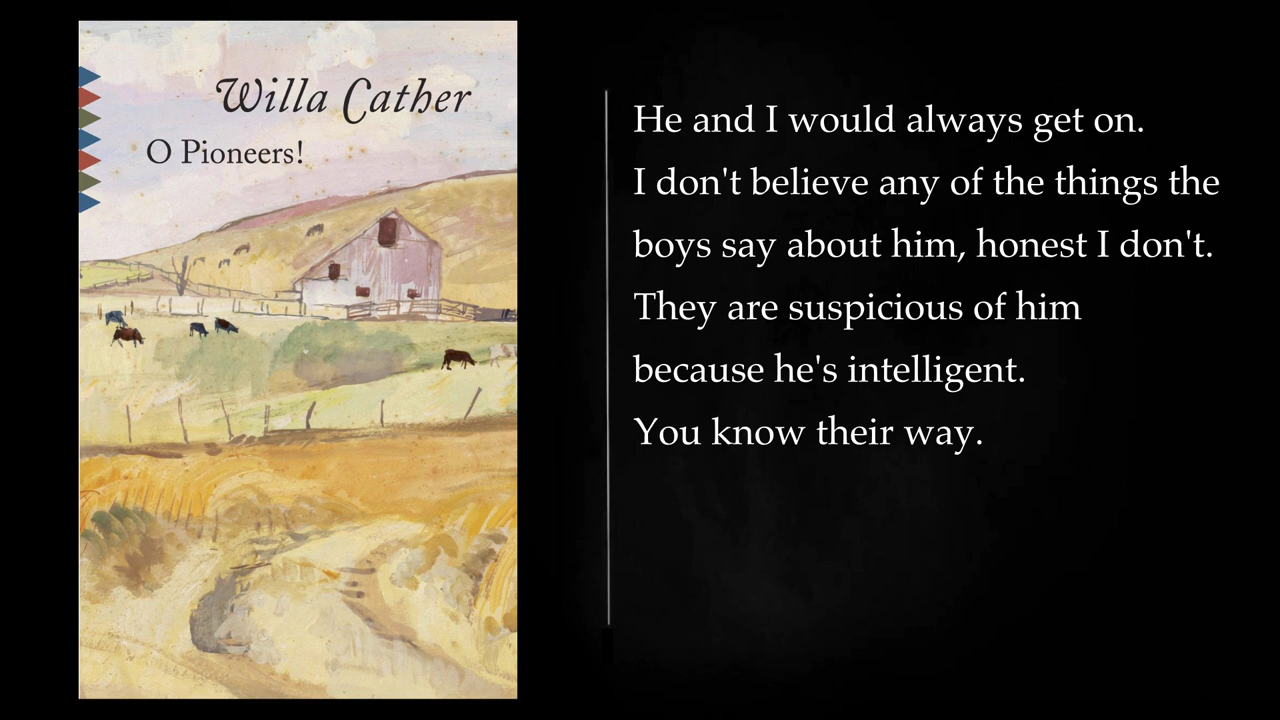 Willa Cather
O Pioneers!
He and I would always get on.
I don't believe any of the things the
boys say about him, honest I don't.
They are suspicious of him
because he's intelligent.
You know their way.